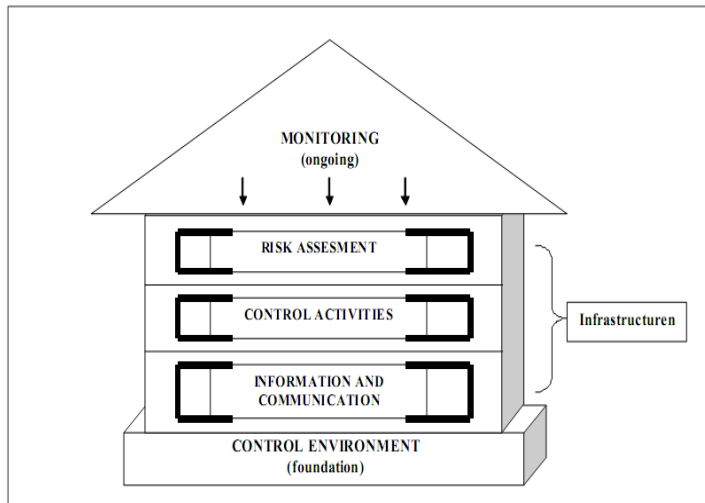 MONITORING
(ongoing)
RISK ASSESMENT
CONTROL ACTIVITIES
Infrastructuren
INFORMATION AND
COMMUNICATION
CONTROL ENVIRONMENT
(foundation)